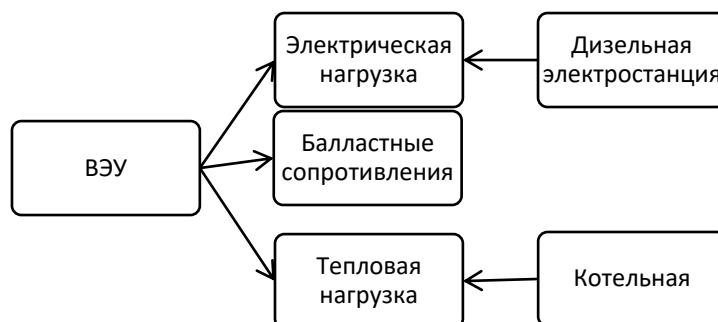 Электрическая
нагрузка
Дизельная
электростанция
ВЭУ
Балластные
сопротивления
Тепловая
нагрузка
Котельная